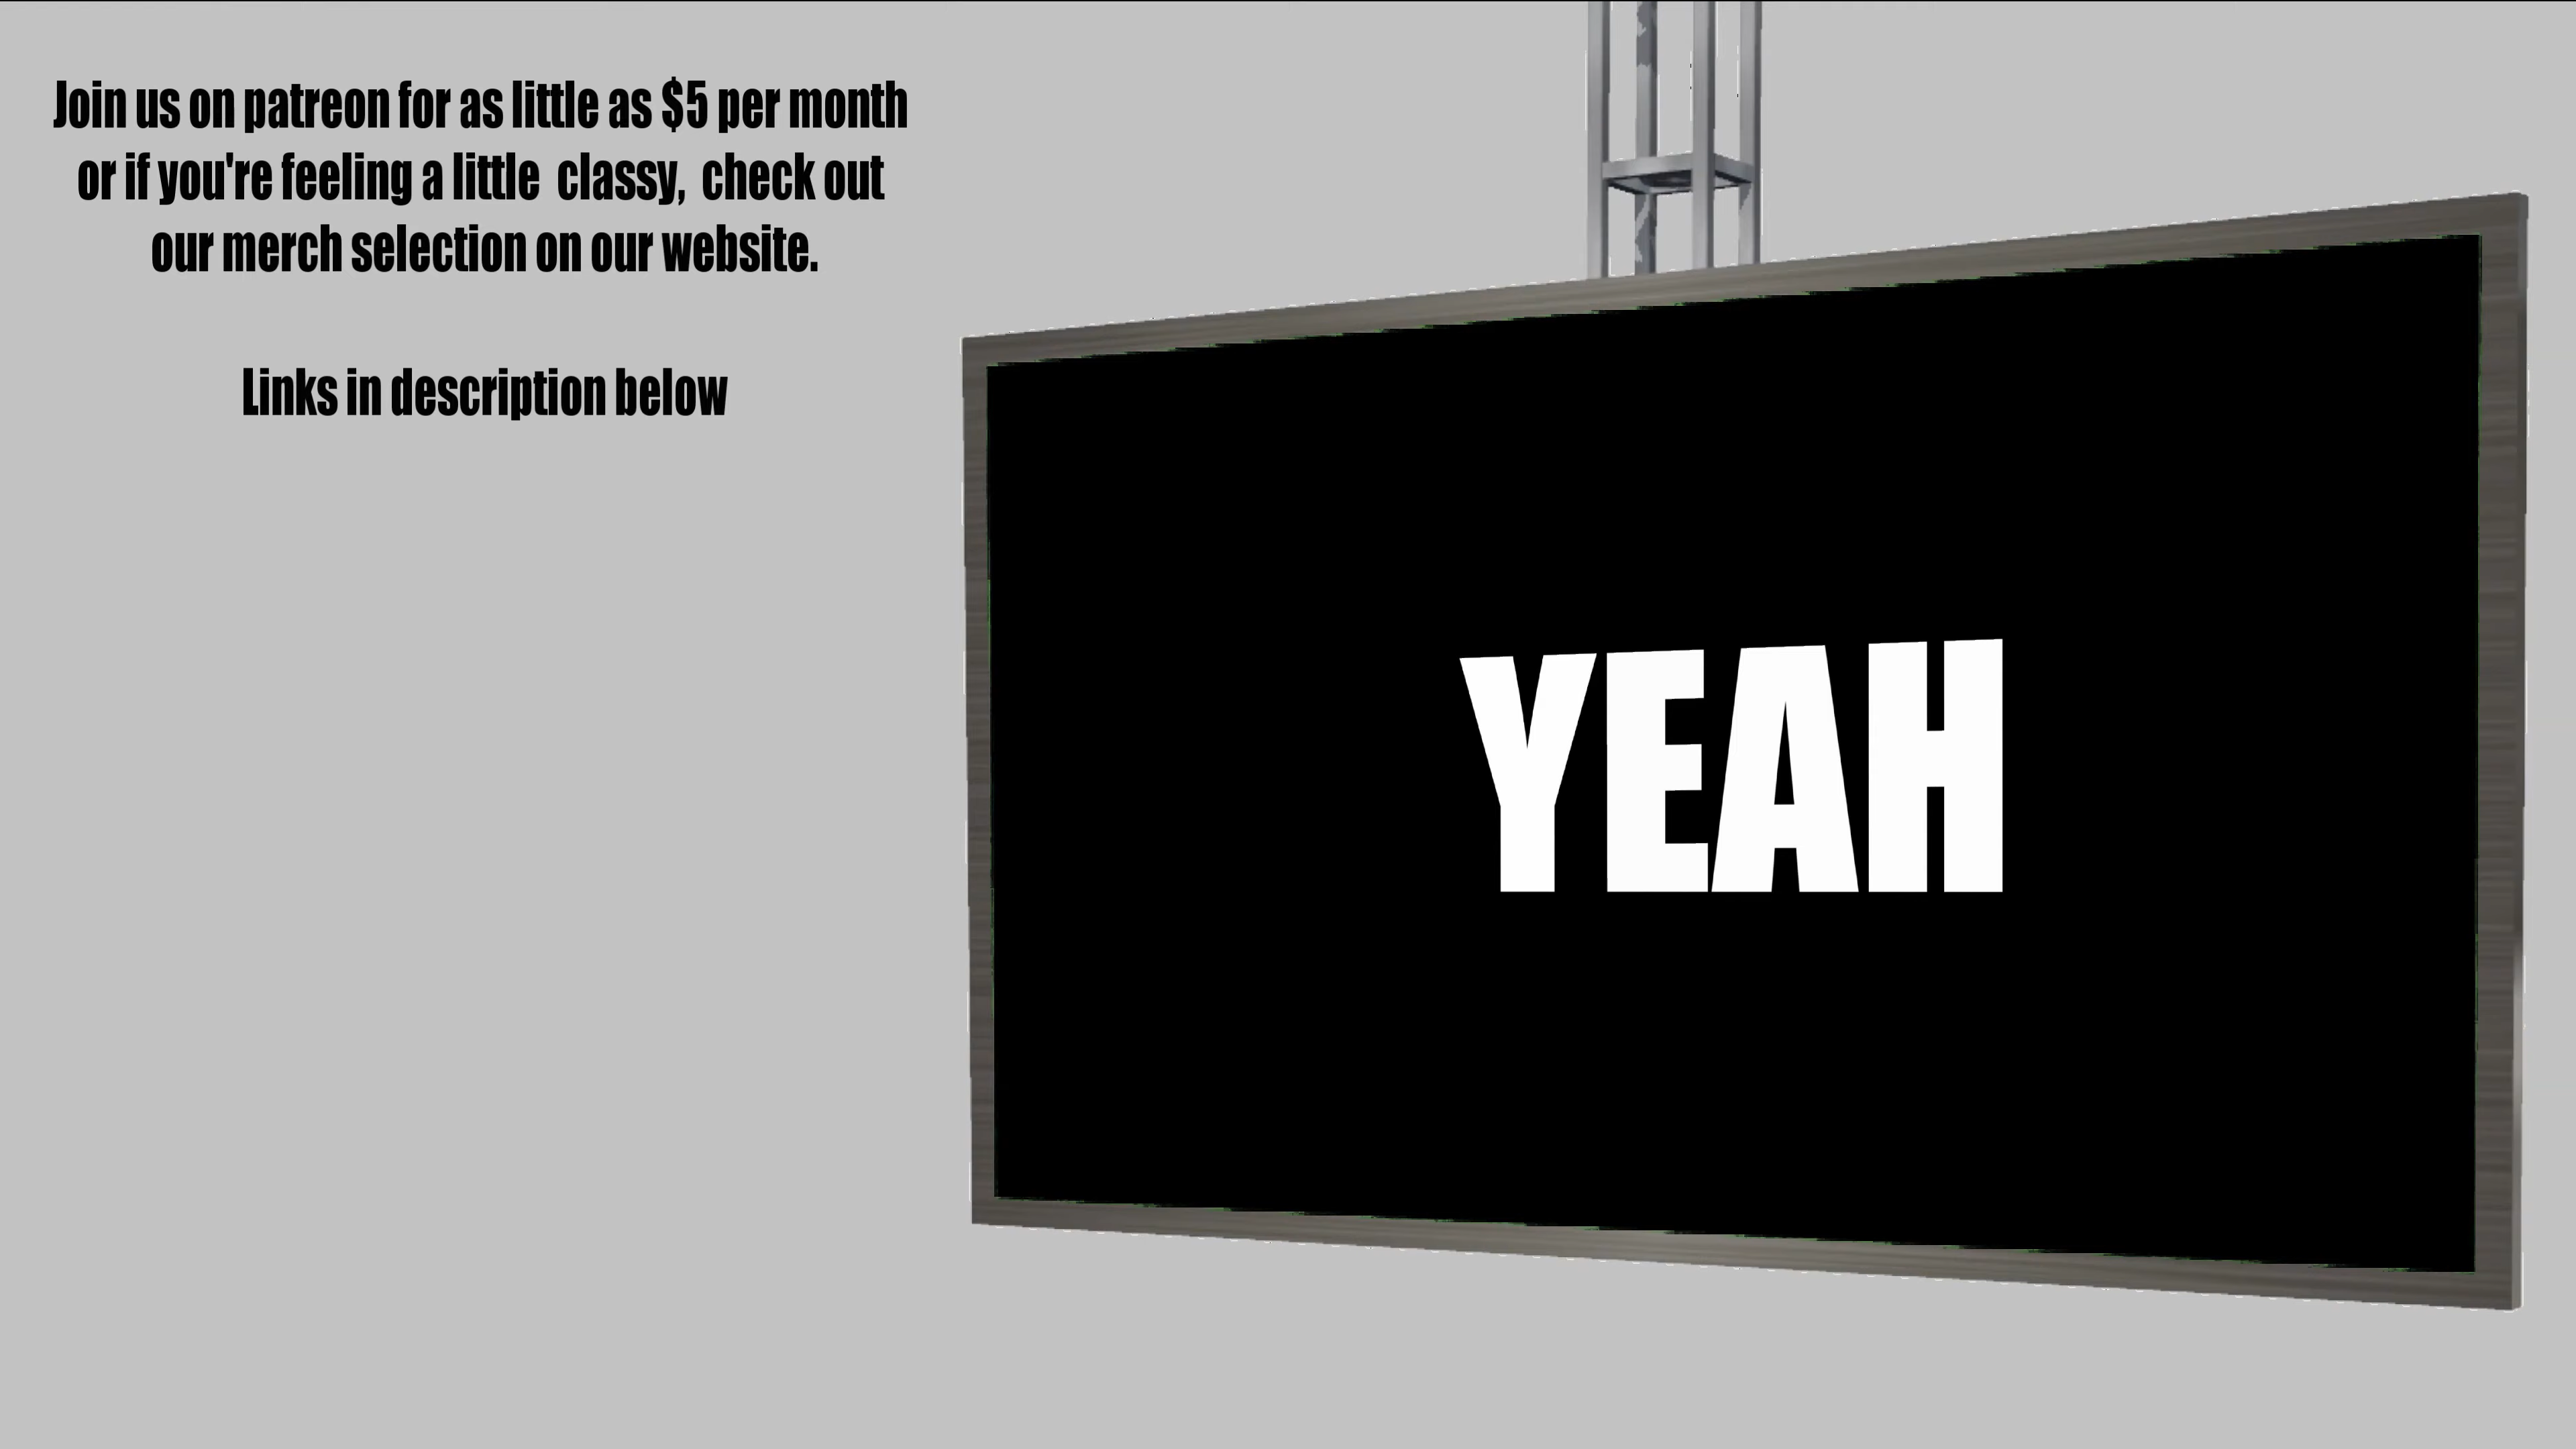 Join us on patreon for as little as $5 per month
or if you're feeling a little  classy,  check out
our merch selection on our website.
Links in description below
YEAH